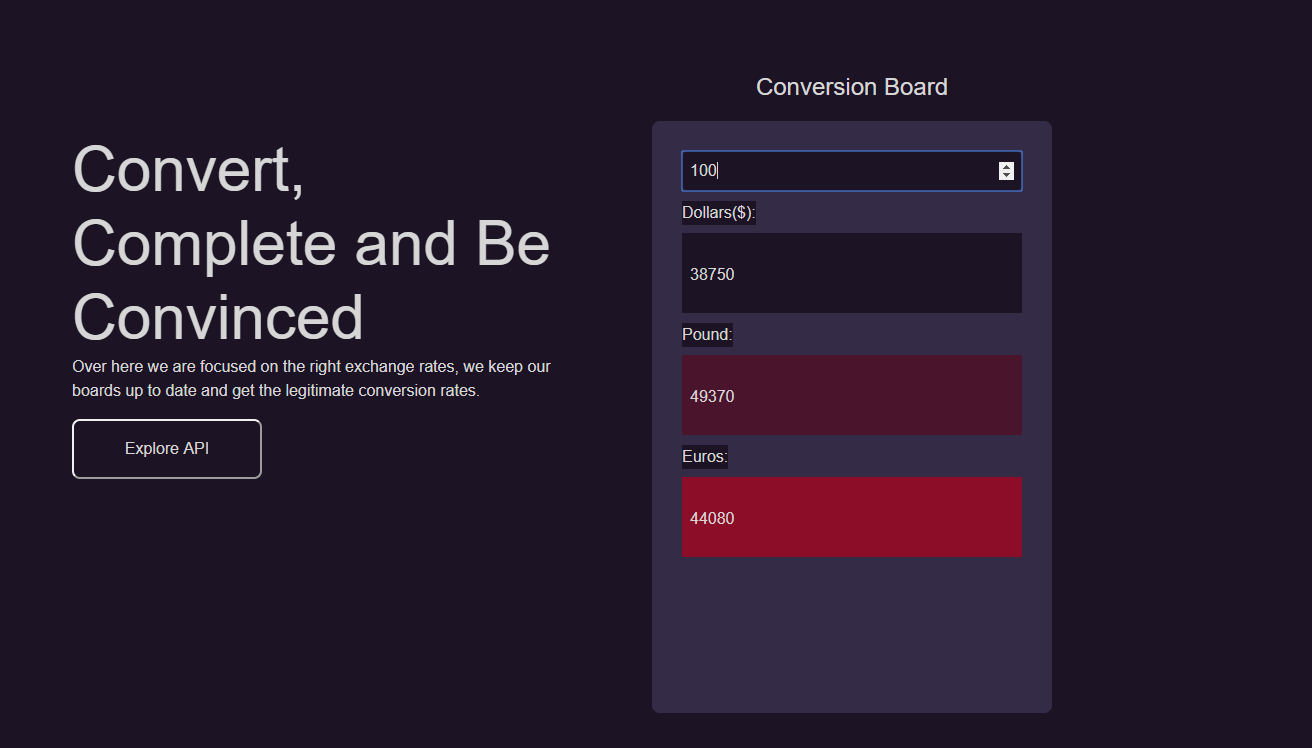 Convert,
Complete and Be
Convinced
Over here we are focused on the right exchange rates, we keep our
boards up to date and get the legitimate conversion rates.
Explore API
Conversion Board
100
Dollars($):
38750
Pound:
49370
Euros:
44080